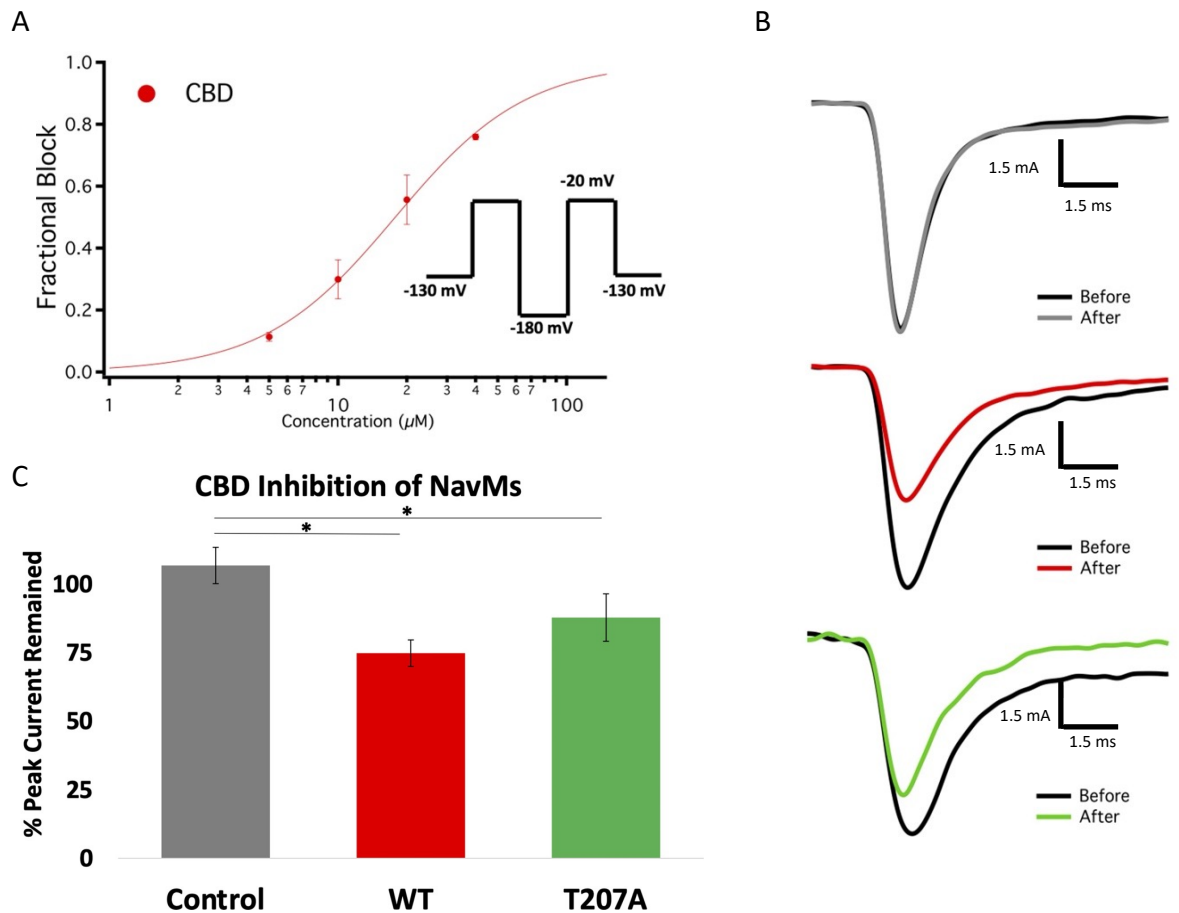 A
B
1.0
CBD
0.8
Fractional Block
0.6
-20 mV
0.4
-130 mV
-130 mV
0.2
-180 mV
0.0
2 3 4 5 6 7 2 3 4 5 6 7
1 10 100
Concentration (µM)
1.5 mA
1.5 ms
Before
After
1.5 mA
1.5 ms
Before
After
1.5 mA
1.5 ms
Before
After
C
CBD Inhibition of NavMs
*
*
% Peak Current Remained
100
75
50
25
0
Control WT T207A